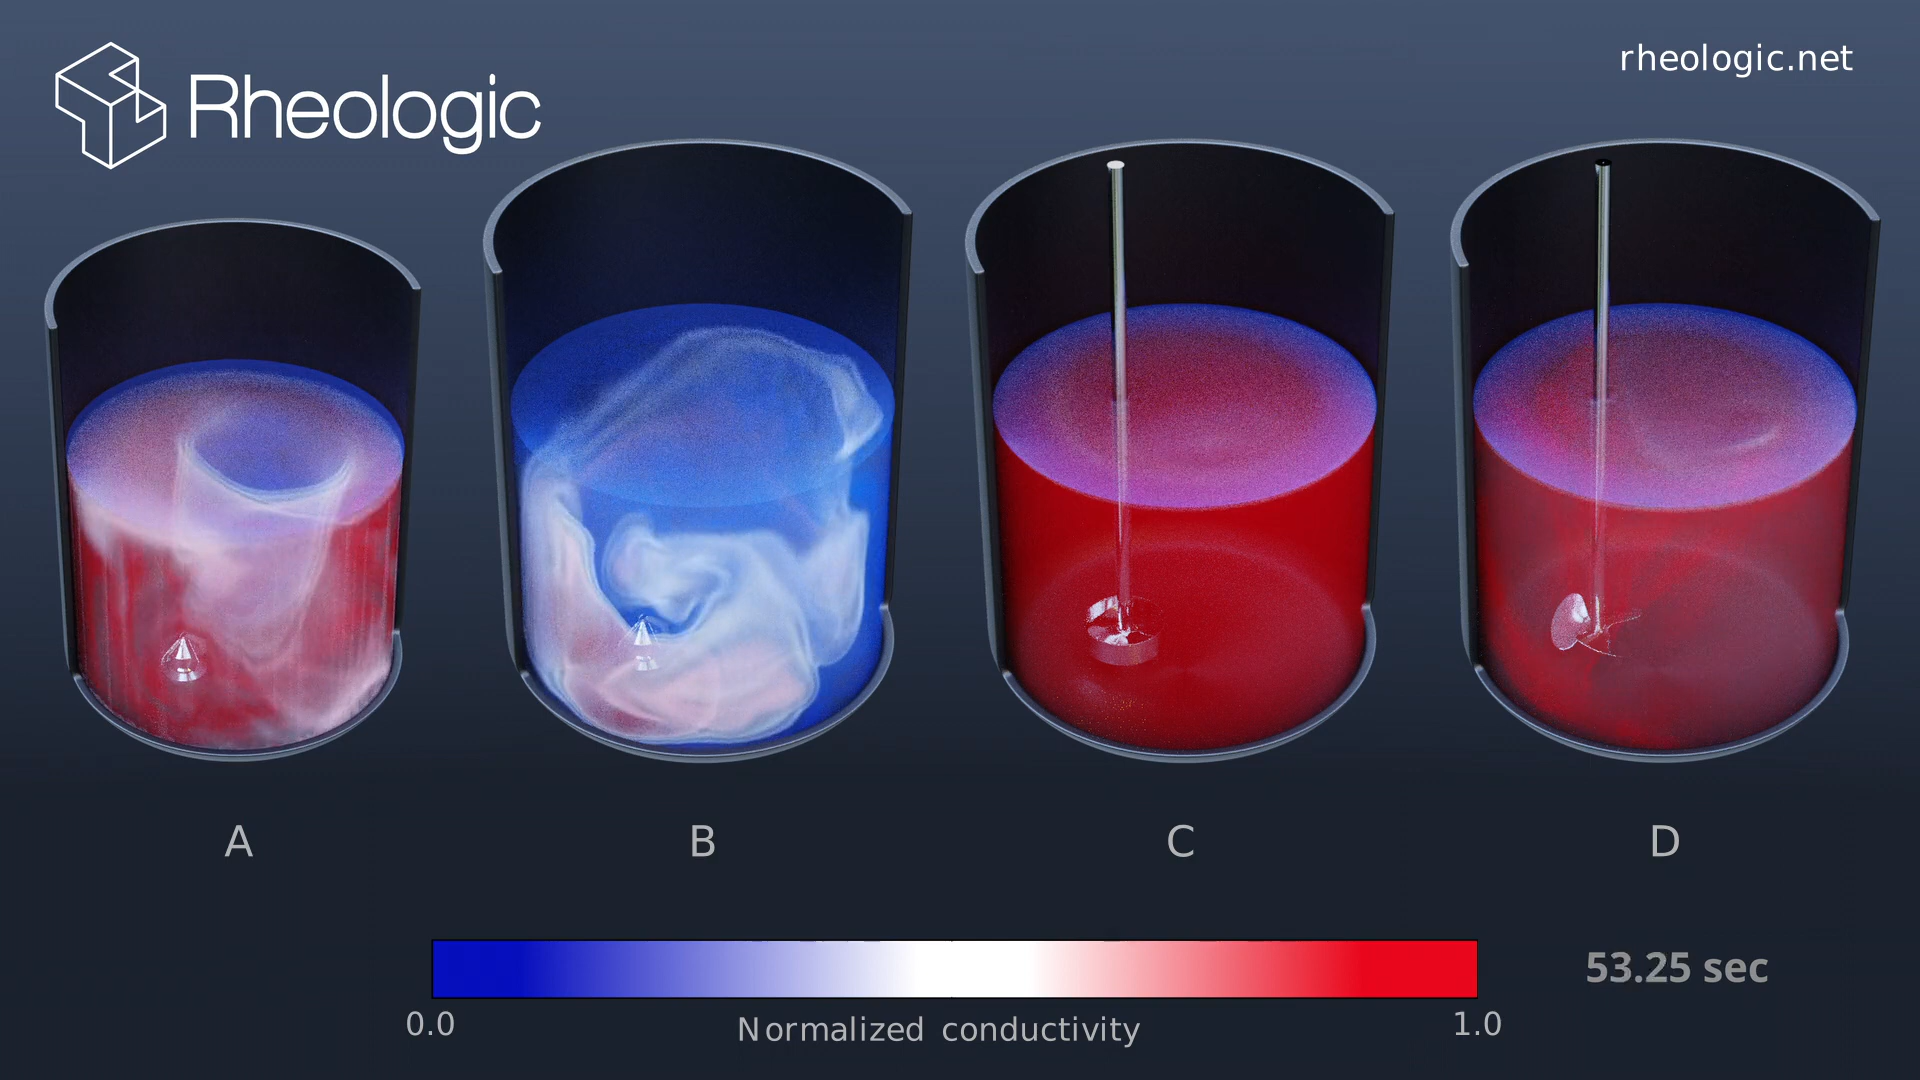 Rheologic
rheologic.net
A
B
C
D
53.25 sec
0.0
Normalized conductivity
1.0